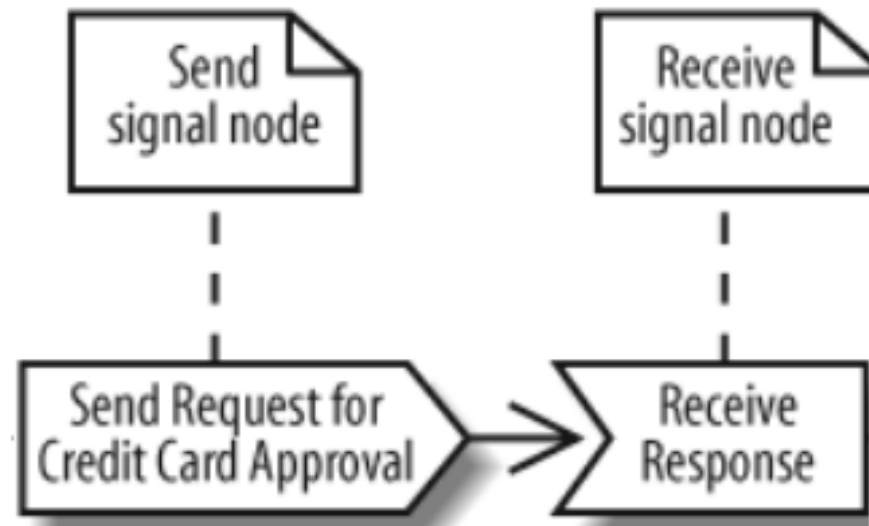 Send
signal node
Receive
signal node
Send Request for
Credit Card Approval
Receive
Response